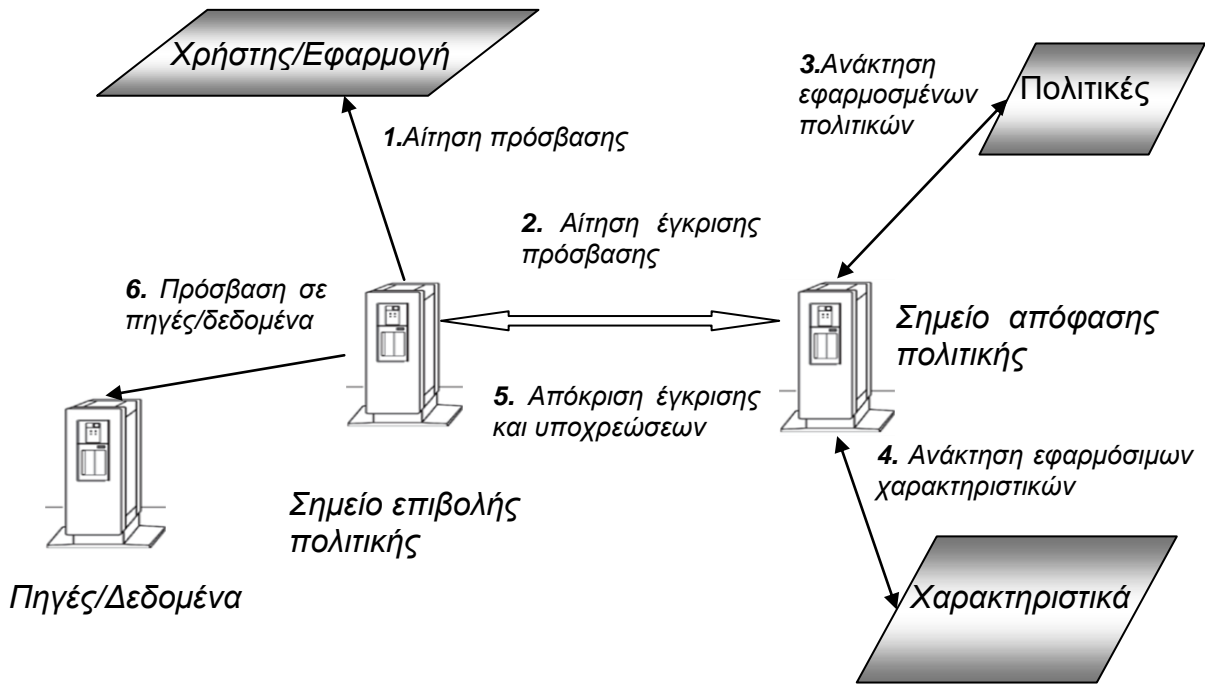 Χρήστης/Εφαρμογή
3.Ανάκτηση
εφαρμοσμένων
πολιτικών
Πολιτικές
1.Αίτηση πρόσβασης
2. Αίτηση έγκρισης
πρόσβασης
6. Πρόσβαση σε
πηγές/δεδομένα
Σημείο απόφασης
πολιτικής
5. Απόκριση έγκρισης
και υποχρεώσεων
4. Ανάκτηση εφαρμόσιμων
χαρακτηριστικών
Σημείο επιβολής
πολιτικής
Πηγές/Δεδομένα
Χαρακτηριστικά